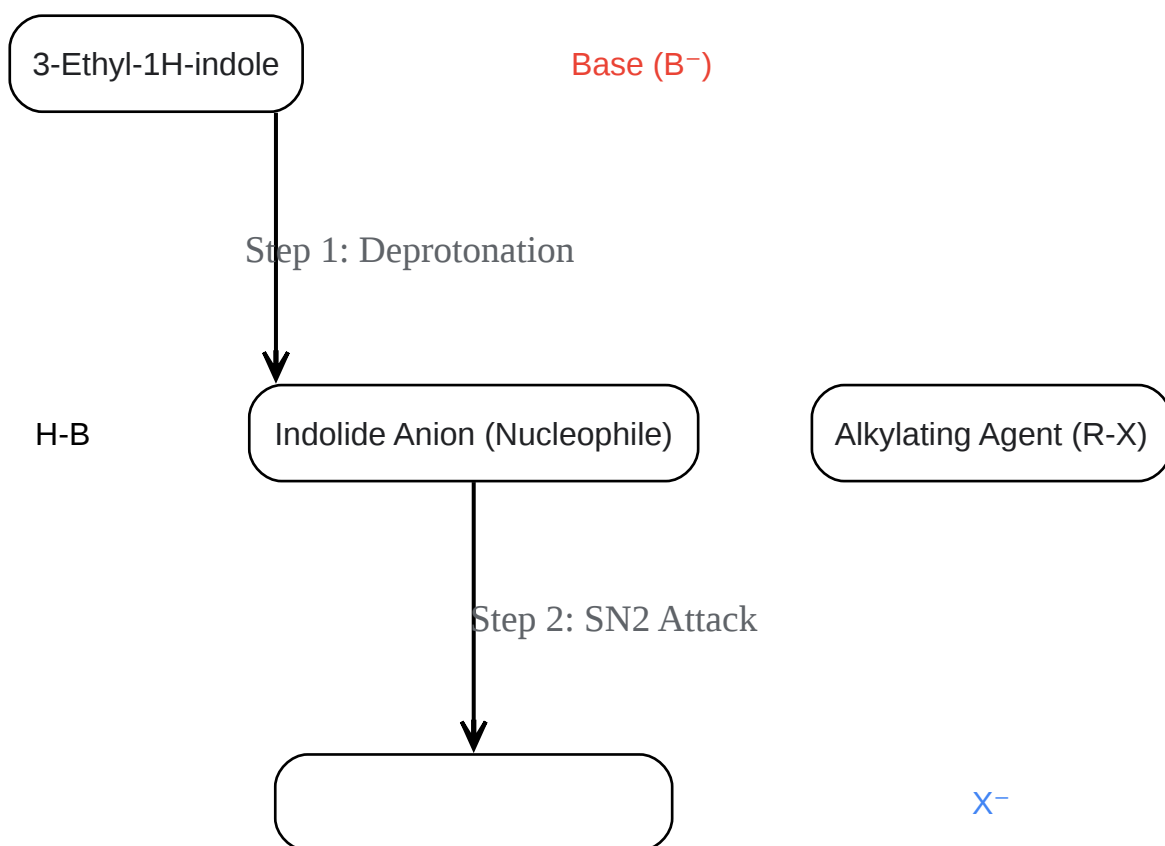 3-Ethyl-1H-indole
Base (B⁻)
Step 1: Deprotonation
H-B
Indolide Anion (Nucleophile)
Alkylating Agent (R-X)
Step 2: SN2 Attack
X⁻